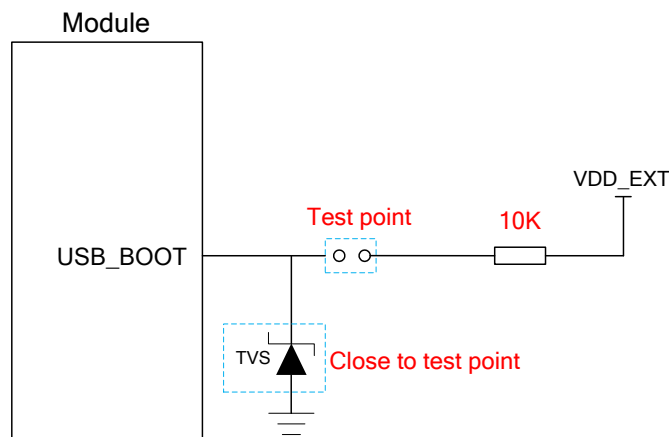 Module
VDD_EXT
Test point
10K
USB_BOOT
TVS
Close to test point